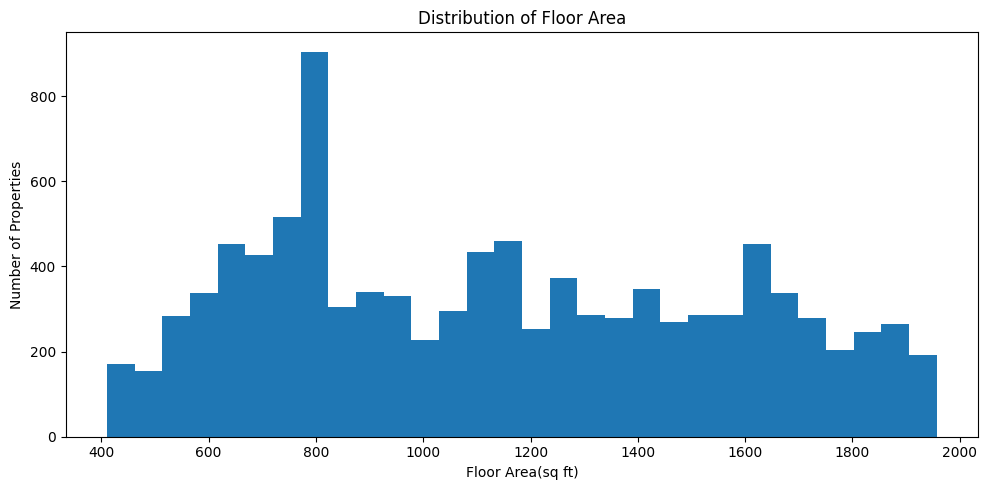 Distribution of Floor Area
Number of Properties
800
600
400
200
0
400 600 800 1000 1200 1400 1600 1800 2000
Floor Area(sq ft)